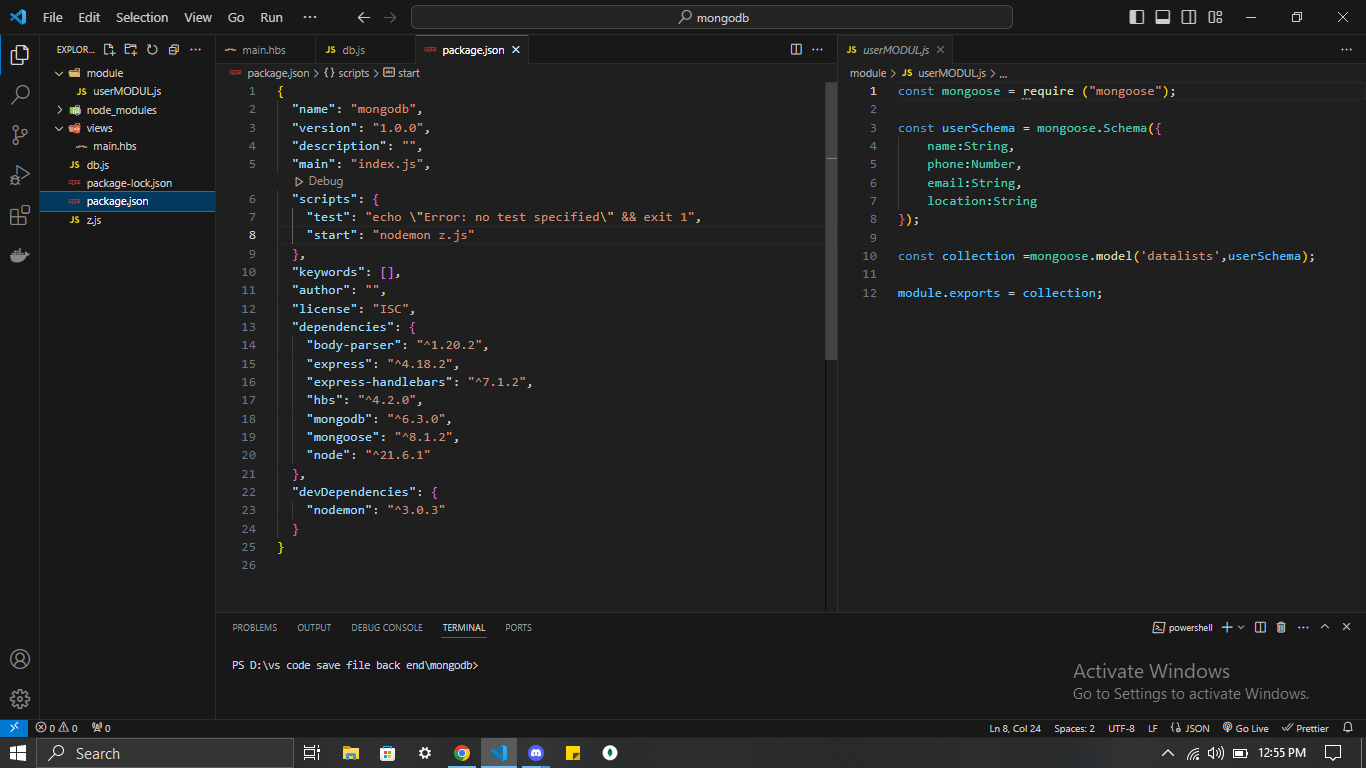 File Edit Selection View Go Run ···
mongodb
EXPLOR... ···
module
JS userMODUL.js
node_modules
views
main.hbs
JS db.js
package-lock.json
package.json
JS z.js
main.hbs JS db.js package.json
package.json > {} scripts > start
1 {
2 "name": "mongodb",
3 "version": "1.0.0",
4 "description": "",
5 "main": "index.js",
Debug
6 "scripts": {
7 "test": "echo \"Error: no test specified\" && exit 1",
8 "start": "nodemon z.js"
9 },
10 "keywords": [],
11 "author": "",
12 "license": "ISC",
13 "dependencies": {
14 "body-parser": "^1.20.2",
15 "express": "^4.18.2",
16 "express-handlebars": "^7.1.2",
17 "hbs": "^4.2.0",
18 "mongodb": "^6.3.0",
19 "mongoose": "^8.1.2",
20 "node": "^21.6.1"
21 },
22 "devDependencies": {
23 "nodemon": "^3.0.3"
24 }
25 }
26
JS userMODUL.js
module > JS userMODUL.js > ...
1 const mongoose = require ("mongoose");
2
3 const userSchema = mongoose.Schema({
4 name:String,
5 phone:Number,
6 email:String,
7 location:String
8 });
9
10 const collection =mongoose.model('datalists',userSchema);
11
12 module.exports = collection;
PROBLEMS OUTPUT DEBUG CONSOLE TERMINAL PORTS
powershell
PS D:\vs code save file back end\mongodb>
Activate Windows
Go to Settings to activate Windows.
0 0 0
Ln 8, Col 24 Spaces: 2 UTF-8 LF {} JSON Go Live Prettier
Search
12:55 PM